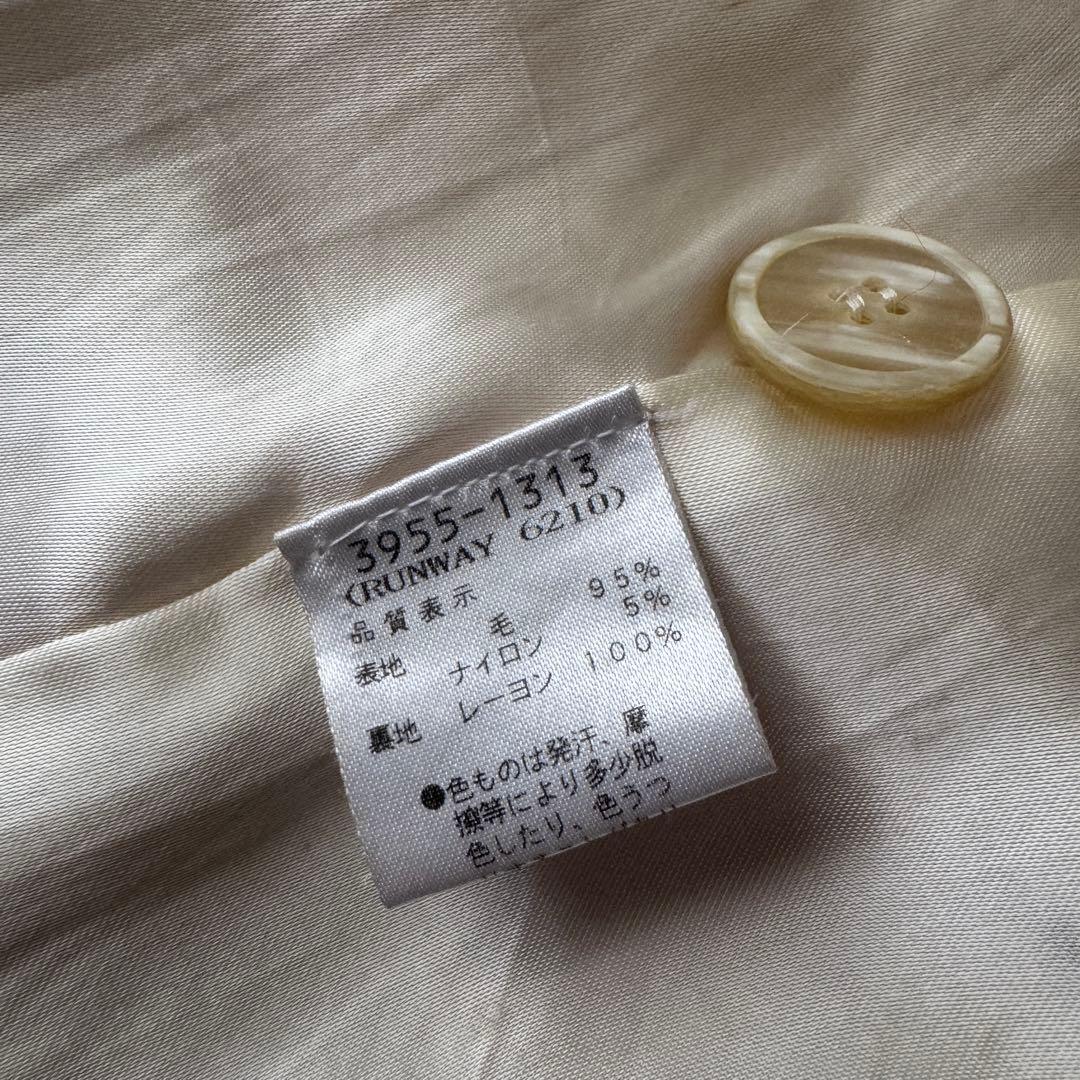 3955-1313
(RUNWAY 6210)
品質表示
表地 毛 95%
ナイロン 5%
裏地 レーヨン 100%
●色ものは発汗、摩
擦等により多少脱
色したり、色うつ